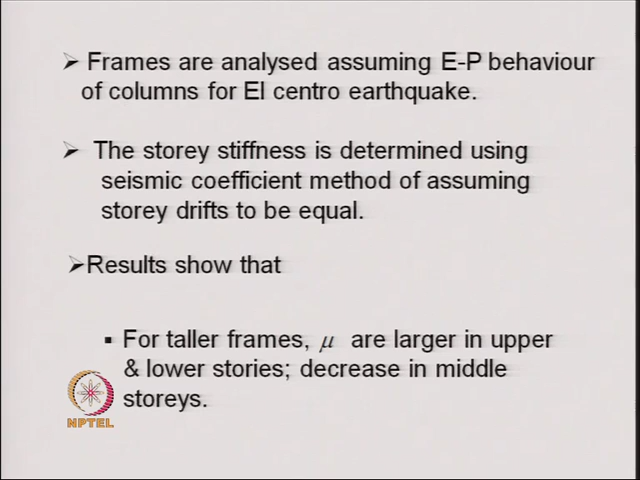 ➢ Frames are analysed assuming E-P behaviour
of columns for El centro earthquake.
➢ The storey stiffness is determined using
seismic coefficient method of assuming
storey drifts to be equal.
➢Results show that
▪ For taller frames, μ are larger in upper
& lower stories; decrease in middle
storeys.
NPTEL